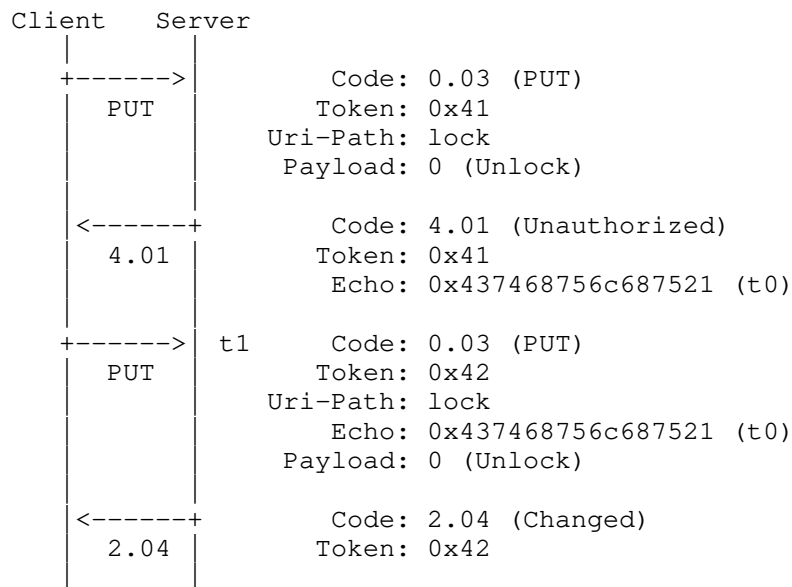 Client Server
Code: 0.03 (PUT)
PUT Token: 0x41
Uri-Path: lock
Payload: 0 (Unlock)
Code: 4.01 (Unauthorized)
4.01 Token: 0x41
Echo: 0x437468756c687521 (t0)
t1 Code: 0.03 (PUT)
PUT Token: 0x42
Uri-Path: lock
Echo: 0x437468756c687521 (t0)
Payload: 0 (Unlock)
Code: 2.04 (Changed)
2.04 Token: 0x42